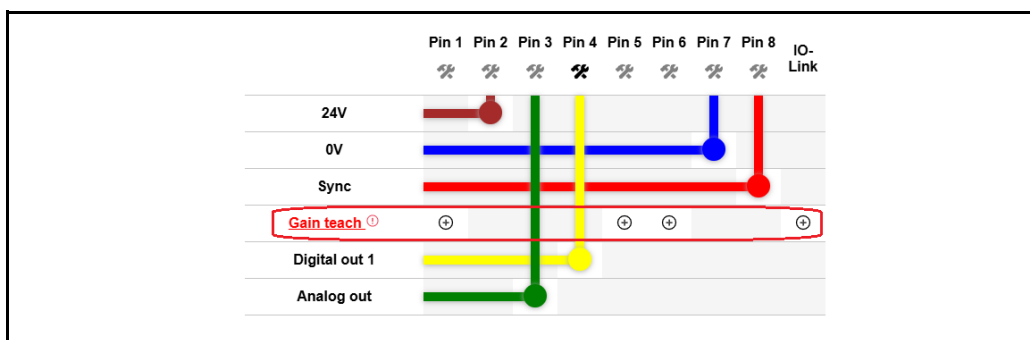 Pin 1 Pin 2 Pin 3 Pin 4 Pin 5 Pin 6 Pin 7 Pin 8 IO-
Link
24V
0V
Sync
Gain teach
Digital out 1
Analog out